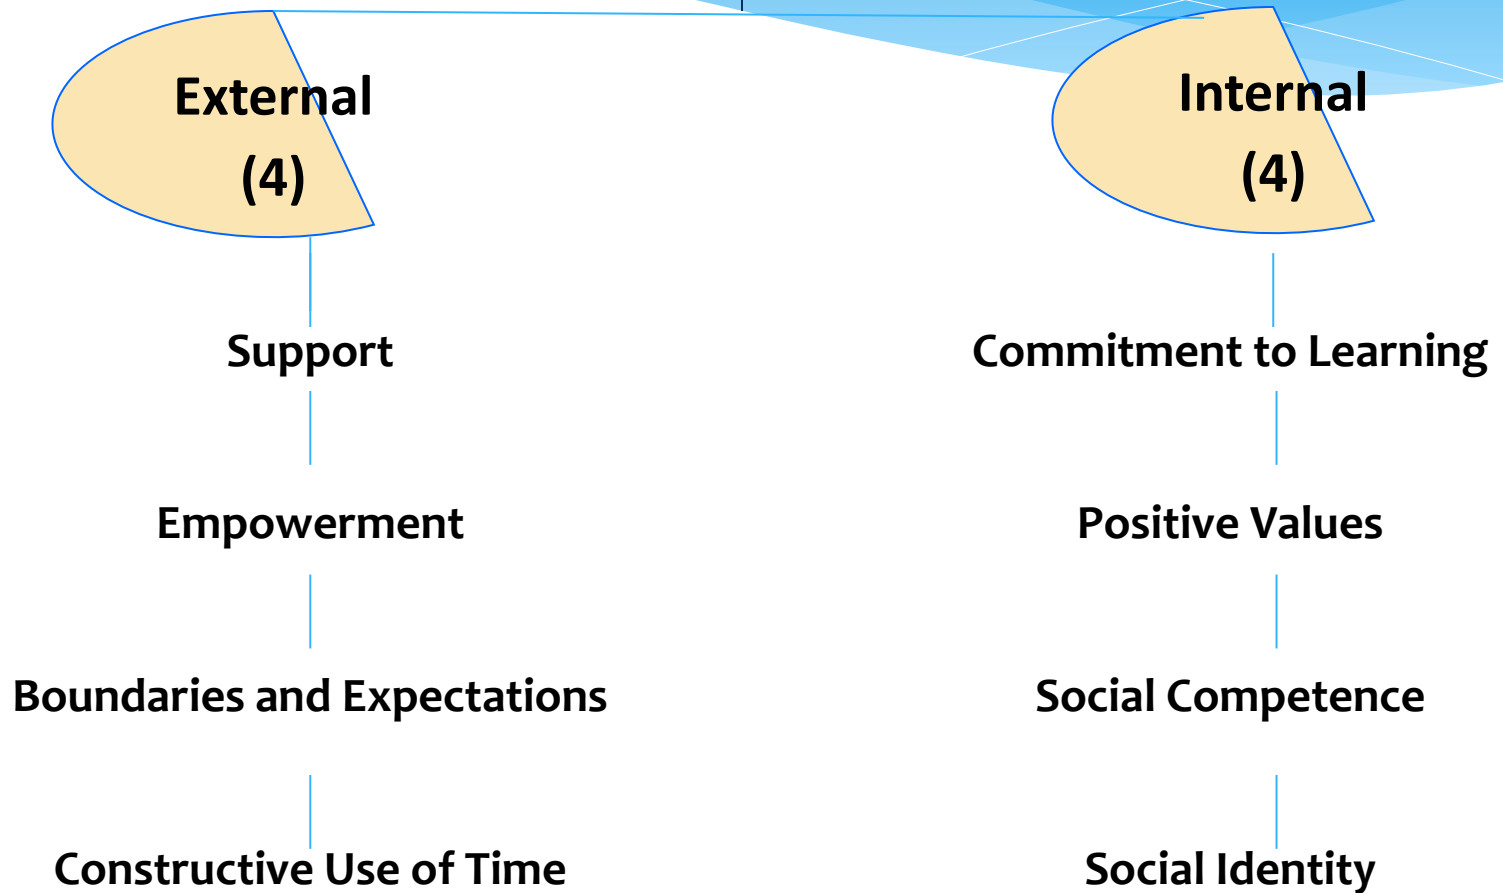 External
(4)
Support
Empowerment
Boundaries and Expectations
Constructive Use of Time
Internal
(4)
Commitment to Learning
Positive Values
Social Competence
Social Identity